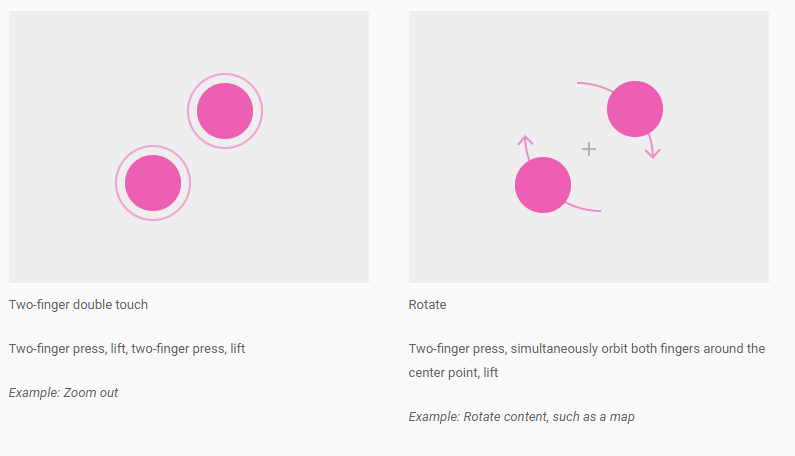 Two-finger double touch
Two-finger press, lift, two-finger press, lift
Example: Zoom out
Rotate
Two-finger press, simultaneously orbit both fingers around the
center point, lift
Example: Rotate content, such as a map